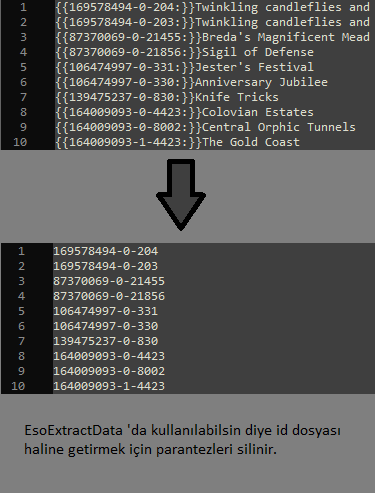 1 {{169578494-0-204:}}Twinkling candleflies and
2 {{169578494-0-203:}}Twinkling candleflies and
3 {{87370069-0-21455:}}Breda's Magnificent Mead
4 {{87370069-0-21856:}}Sigil of Defense
5 {{106474997-0-331:}}Jester's Festival
6 {{106474997-0-330:}}Anniversary Jubilee
7 {{139475237-0-830:}}Knife Tricks
8 {{164009093-0-4423:}}Colovian Estates
9 {{164009093-0-8002:}}Central Orphic Tunnels
10 {{164009093-1-4423:}}The Gold Coast
1 169578494-0-204
2 169578494-0-203
3 87370069-0-21455
4 87370069-0-21856
5 106474997-0-331
6 106474997-0-330
7 139475237-0-830
8 164009093-0-4423
9 164009093-0-8002
10 164009093-1-4423
EsoExtractData 'da kullanılabilsin diye id dosyası
haline getirmek için parantezleri silinir.